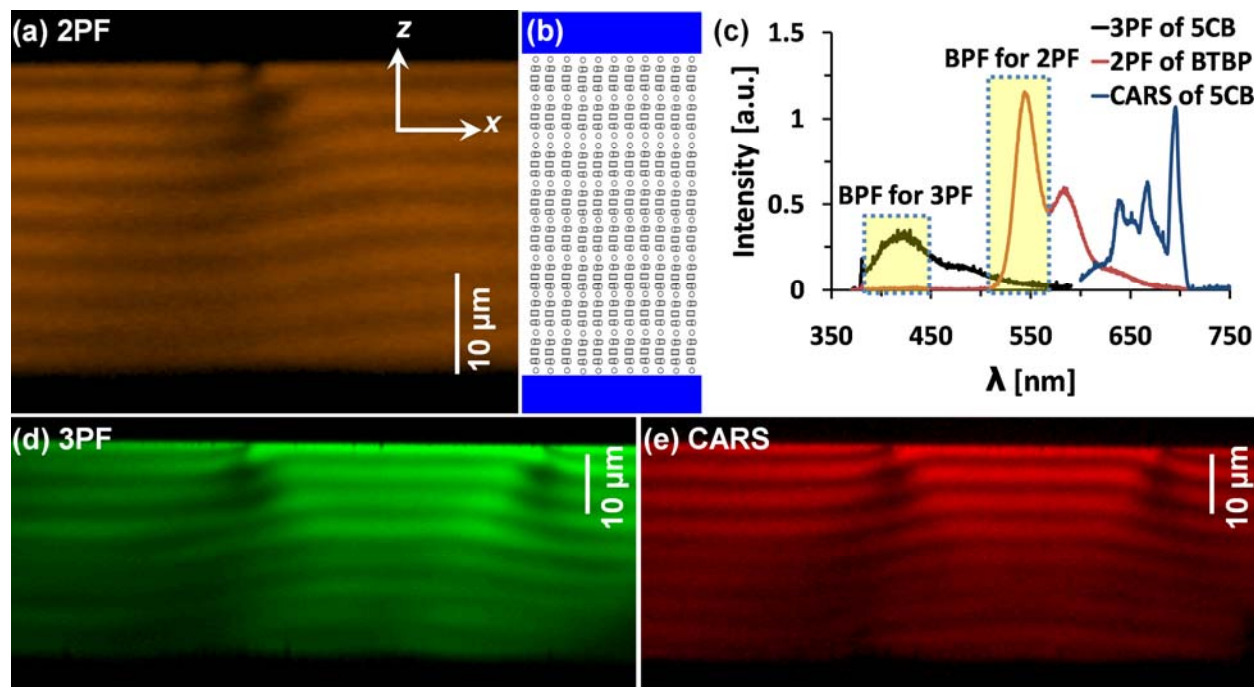 (a) 2PF
z
x
10 µm
(b)
(c)
3PF of 5CB
2PF of BTBP
CARS of 5CB
BPF for 2PF
BPF for 3PF
Intensity [a.u.]
1.5
1
0.5
0
350 450 550 650 750
λ [nm]
(d) 3PF
10 µm
(e) CARS
10 µm